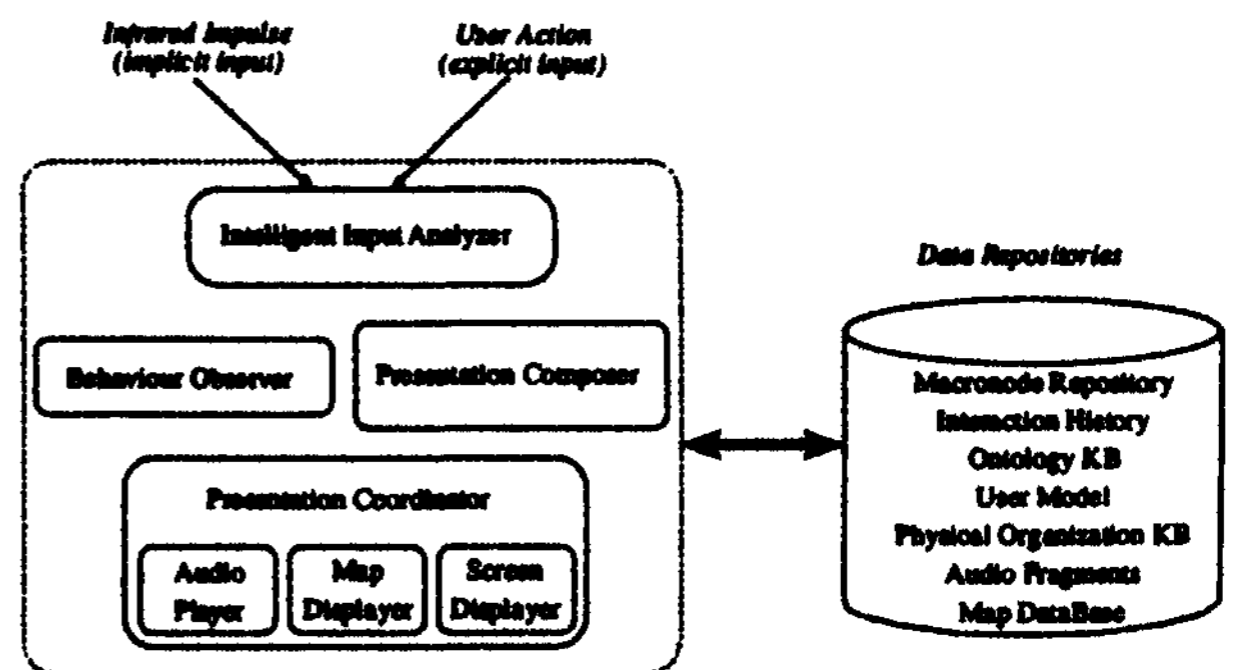 Infrared Impulse
(implicit input)
User Action
(explicit input)
Intelligent Input Analyzer
Behaviour Observer
Presentation Composer
Presentation Coordinator
Audio
Player
Map
Displayer
Screen
Displayer
Data Repositories
Macronode Repository
Interaction History
Ontology KB
User Model
Physical Organization KB
Audio Fragments
Map DataBase